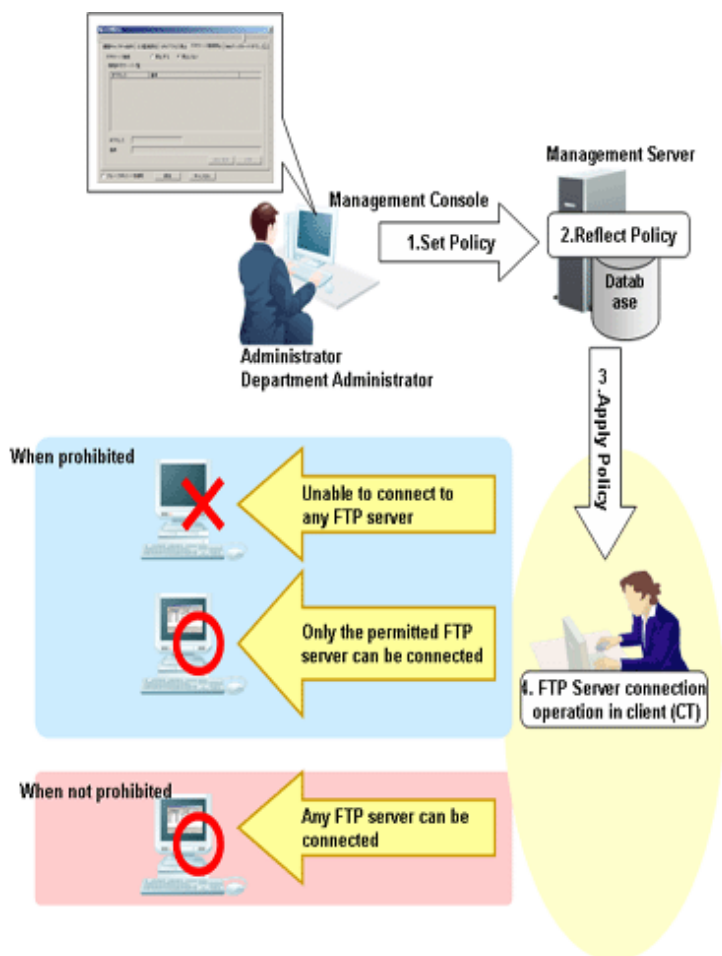 Management Server
Management Console
1.Set Policy
2.Reflect Policy
Datab
ase
Administrator
Department Administrator
3.Apply Policy
When prohibited
Unable to connect to
any FTP server
Only the permitted FTP
server can be connected
4. FTP Server connection
operation in client (CT)
When not prohibited
Any FTP server can be
connected